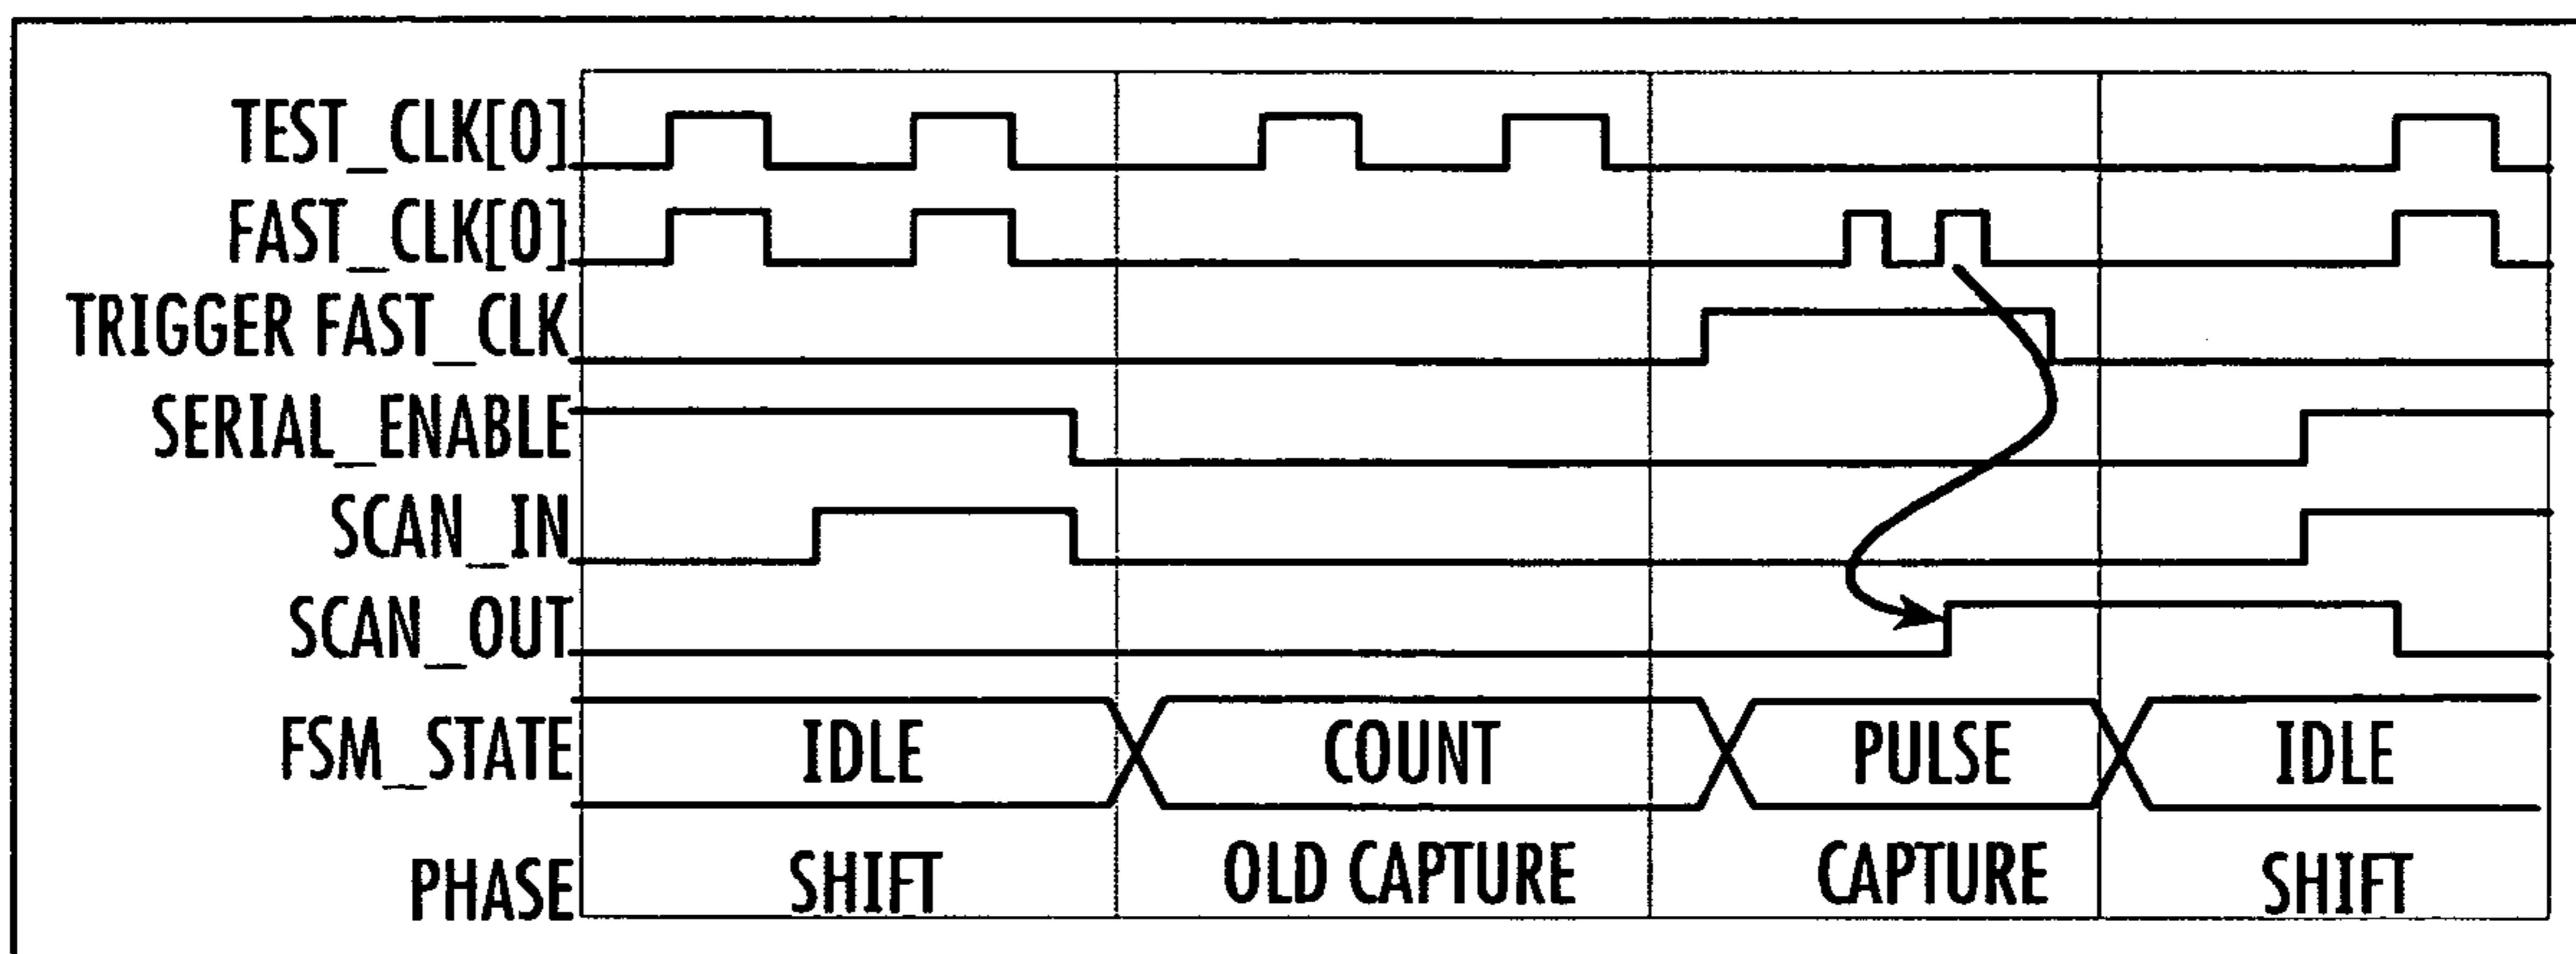 TEST_CLK[0]
FAST_CLK[0]
TRIGGER FAST_CLK
SERIAL_ENABLE
SCAN_IN
SCAN_OUT
FSM_STATE IDLE COUNT PULSE IDLE
PHASE SHIFT OLD CAPTURE CAPTURE SHIFT